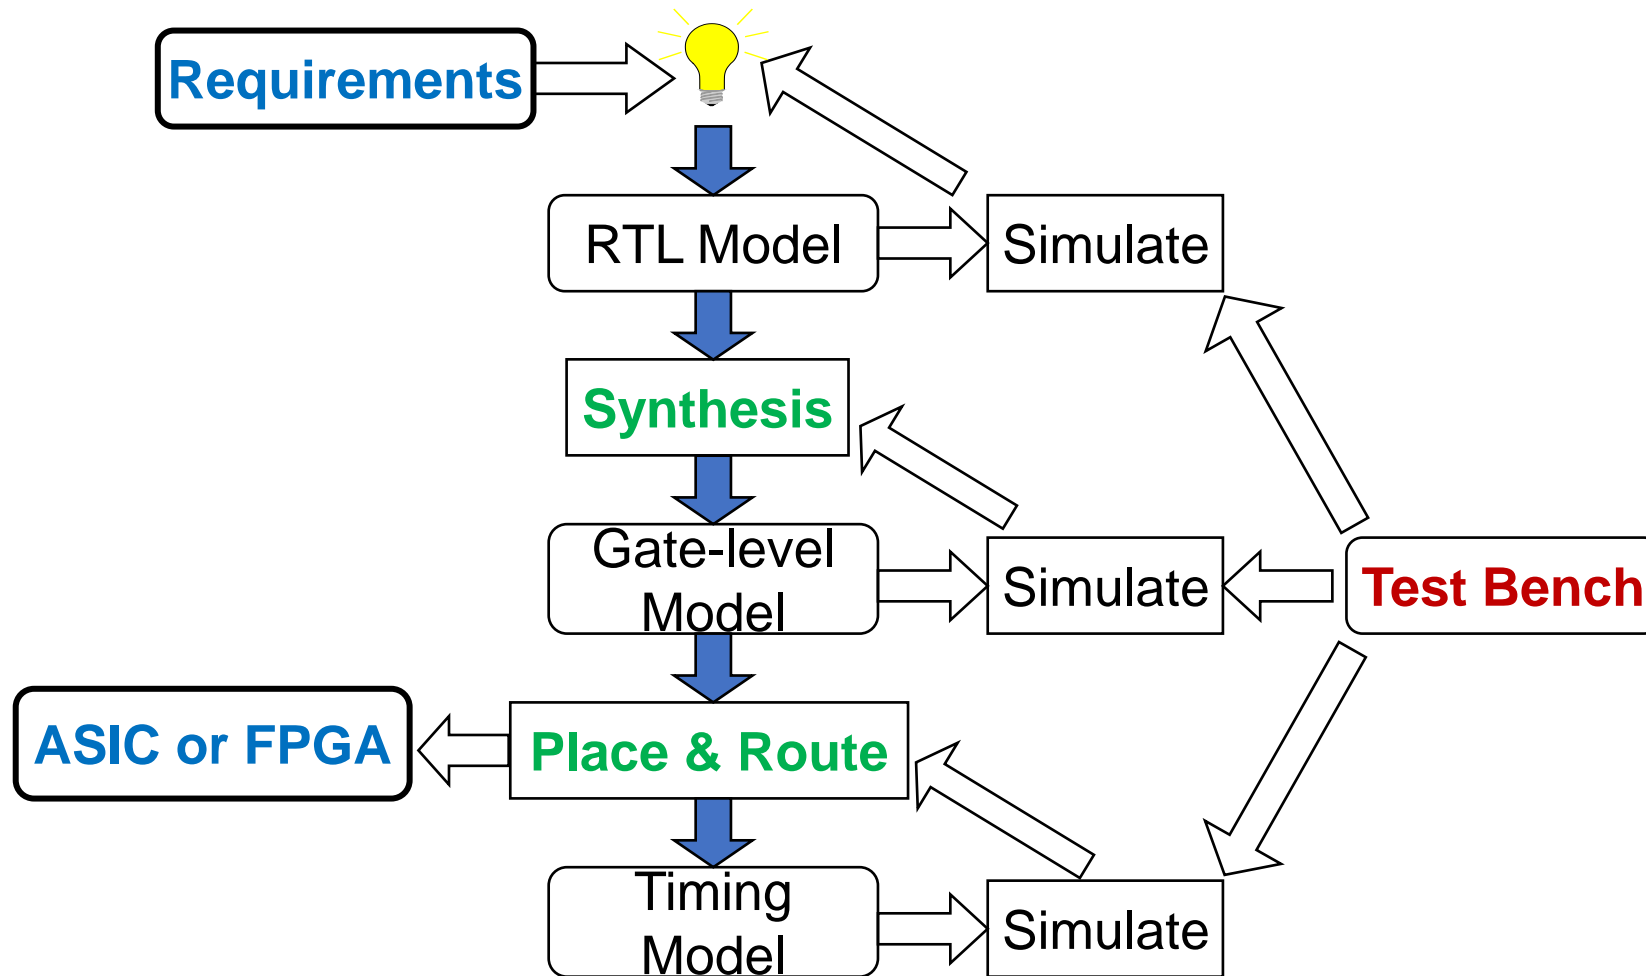 Requirements
RTL Model
Simulate
Synthesis
Gate-level
Model
Simulate
Test Bench
ASIC or FPGA
Place & Route
Timing
Model
Simulate